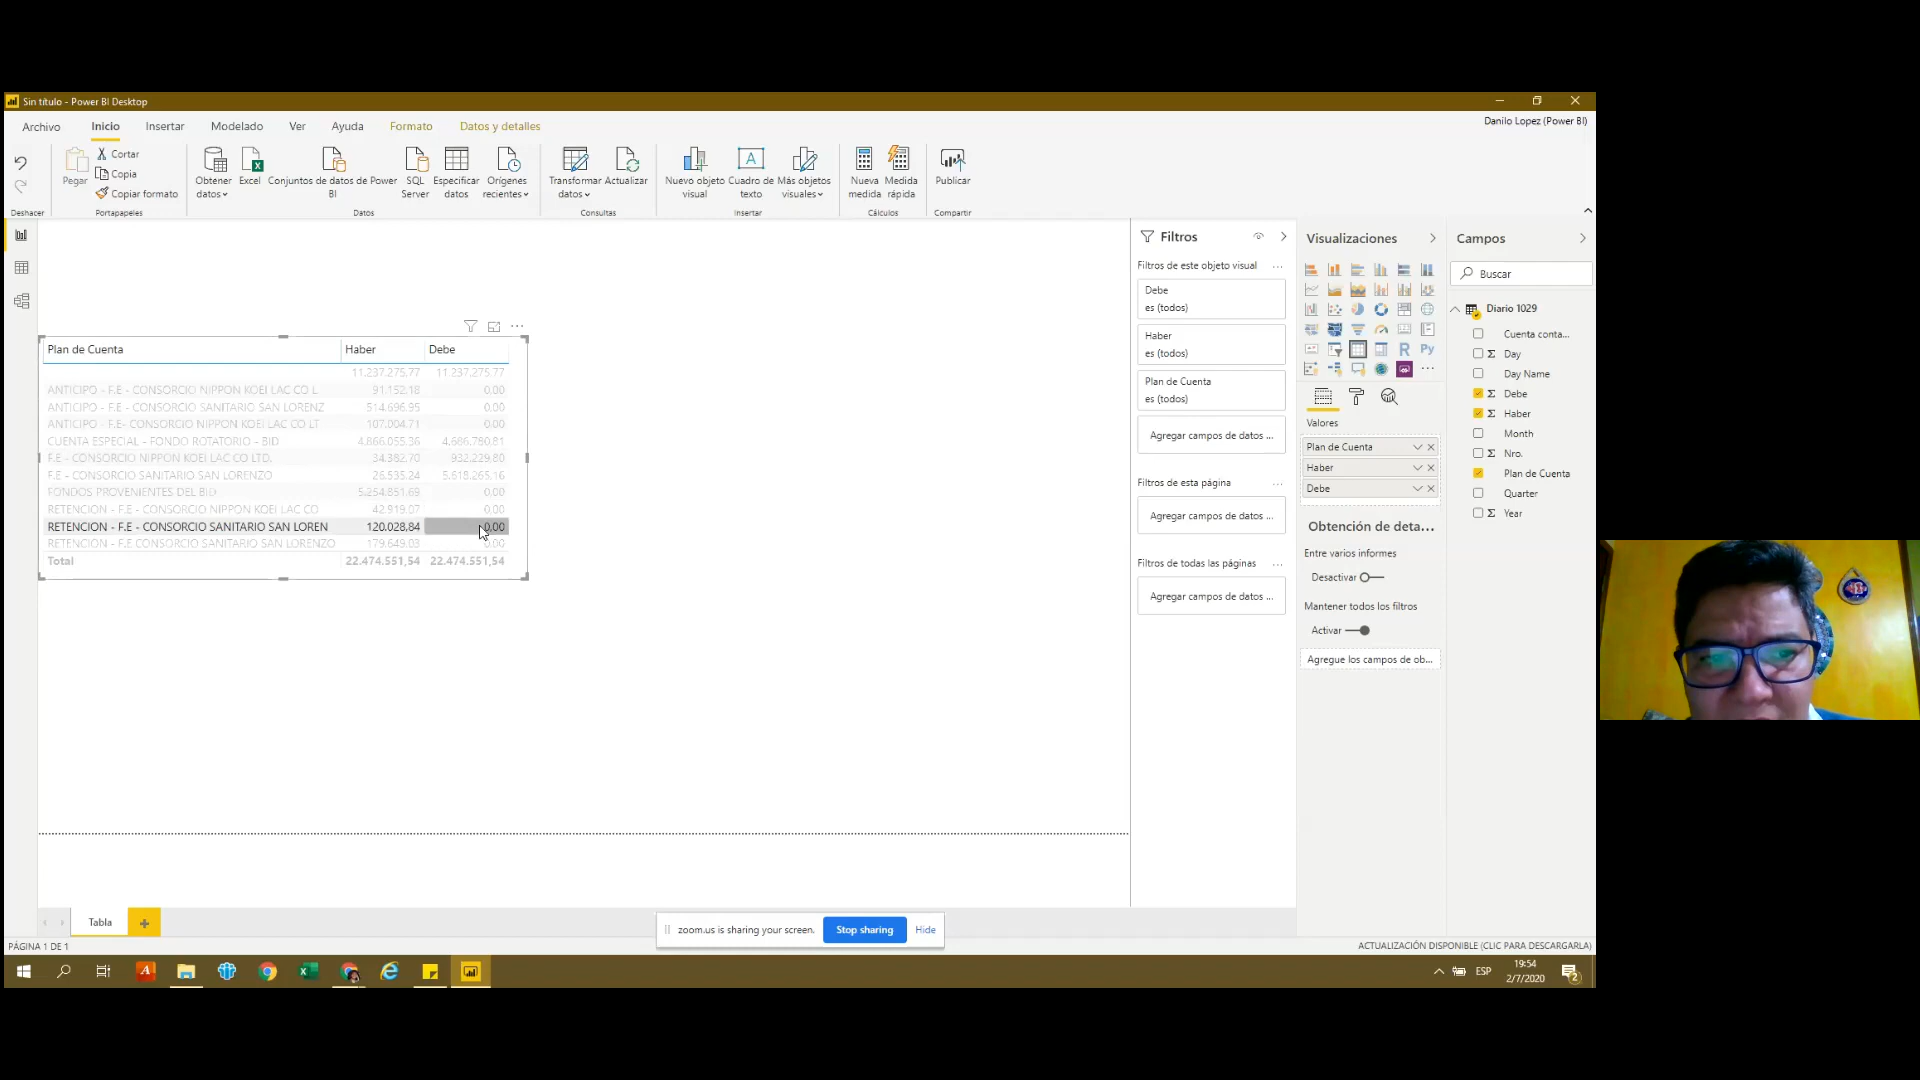 Sin título - Power BI Desktop
Archivo Inicio Insertar Modelado Ver Ayuda Formato Datos y detalles
Danilo Lopez (Power BI)
Pegar
Cortar
Copia
Copiar formato
Obtener datos
Excel
Conjuntos de datos de Power BI
SQL Server
Especificar datos
Orígenes recientes
Transformar datos
Actualizar
Nuevo objeto visual
Cuadro de texto
Más objetos visuales
Nueva medida
Medida rápida
Publicar
Deshacer Portapapeles Datos Consultas Insertar Cálculos Compartir
Plan de Cuenta Haber Debe
11.237.275,77 11.237.275,77
ANTICIPO - F.E - CONSORCIO NIPPON KOEI LAC CO L 91.152,18 0,00
ANTICIPO - F.E - CONSORCIO SANITARIO SAN LORENZ 514.696,95 0,00
ANTICIPO - F.E- CONSORCIO NIPPON KOEI LAC CO LT 107.004,71 0,00
CUENTA ESPECIAL - FONDO ROTATORIO - BID 4.866.055,36 4.686.780,81
F.E - CONSORCIO NIPPON KOEI LAC CO LTD. 34.382,70 932.229,80
F.E - CONSORCIO SANITARIO SAN LORENZO 26.535,24 5.618.265,16
FONDOS PROVENIENTES DEL BID 5.254.851,69 0,00
RETENCION - F.E - CONSORCIO NIPPON KOEI LAC CO 42.919,07 0,00
RETENCION - F.E - CONSORCIO SANITARIO SAN LOREN 120.028,84 0,00
RETENCION - F.E CONSORCIO SANITARIO SAN LORENZO 179.649,03 0,00
Total 22.474.551,54 22.474.551,54
Filtros
Filtros de este objeto visual ...
Debe
es (todos)
Haber
es (todos)
Plan de Cuenta
es (todos)
Agregar campos de datos ...
Filtros de esta página ...
Agregar campos de datos ...
Filtros de todas las páginas ...
Agregar campos de datos ...
Visualizaciones
R Py
...
Valores
Plan de Cuenta
Haber
Debe
Obtención de deta...
Entre varios informes
Desactivar
Mantener todos los filtros
Activar
Agregue los campos de ob...
Campos
Buscar
Diario 1029
Cuenta conta...
Σ Day
Day Name
Σ Debe
Σ Haber
Month
Σ Nro.
Plan de Cuenta
Quarter
Σ Year
Tabla
zoom.us is sharing your screen. Stop sharing Hide
PÁGINA 1 DE 1
ACTUALIZACIÓN DISPONIBLE (CLIC PARA DESCARGARLA)
ESP
19:54
2/7/2020
2